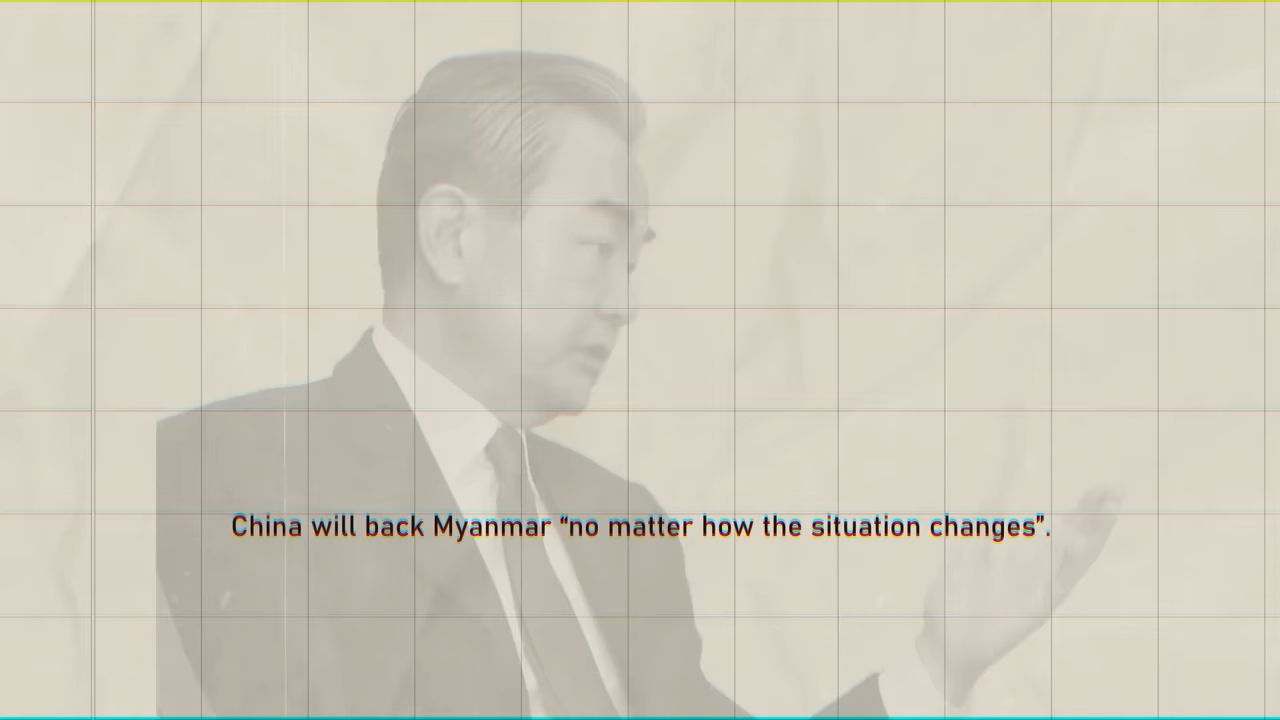 China will back Myanmar “no matter how the situation changes”.